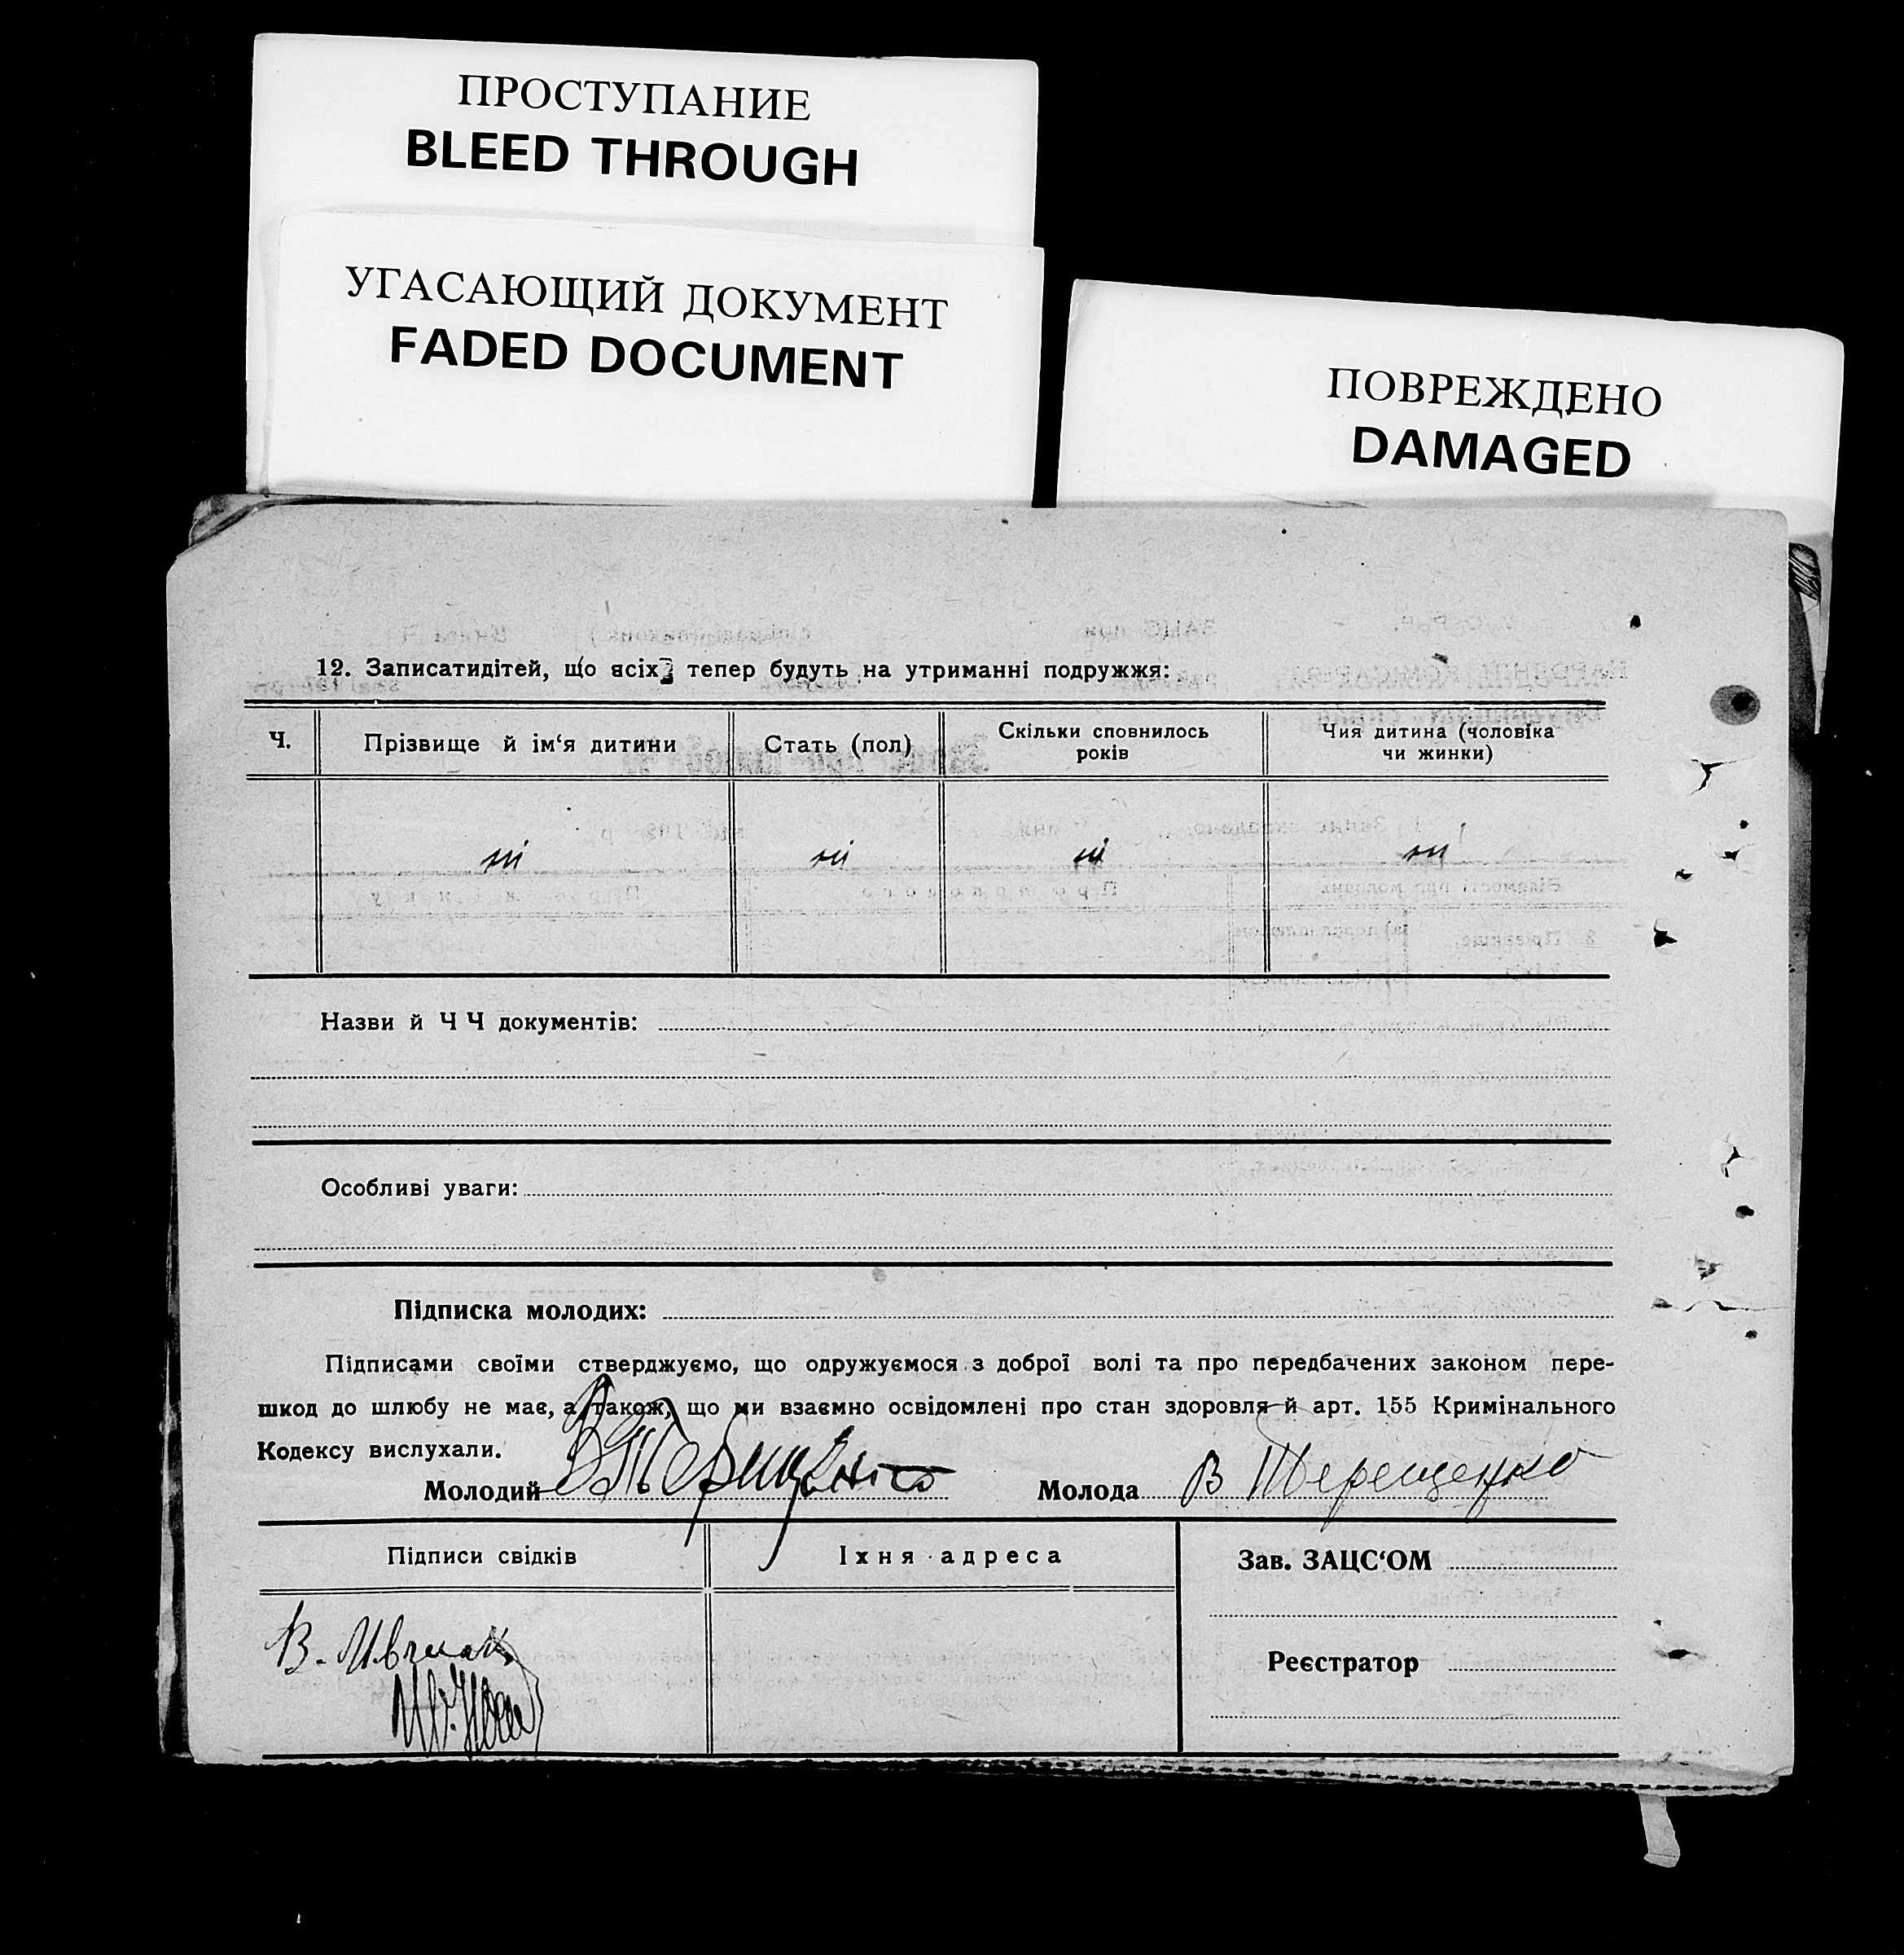 ПРОСТУПАНИЕ
BLEED THROUGH
УГАСАЮЩИЙ ДОКУМЕНТ
FADED DOCUMENT
ПОВРЕЖДЕНО
DAMAGED
12. Записатидітей, що всіх тепер будуть на утриманні подружжя:
Ч.
Прізвище й ім‘я дитини
Стать (пол)
Скільки сповнилось
років
Чия дитина (чоловіка
чи жинки)
ні ні ні ні
Назви й Ч Ч документів:
Особливі уваги:
Підписка молодих:
Підписами своїми стверджуємо, що одружуємося з доброї волі та про передбачених законом пере-
шкод до шлюбу не має, а також, що ми взаємно освідомлені про стан здоровля й арт. 155 Кримінального
Кодексу вислухали.
Молодий В Терещенко Молода В Терещенко
Підписи свідків
Їхня адреса
Зав. ЗАЦС‘ОМ
Реєстратор
В.